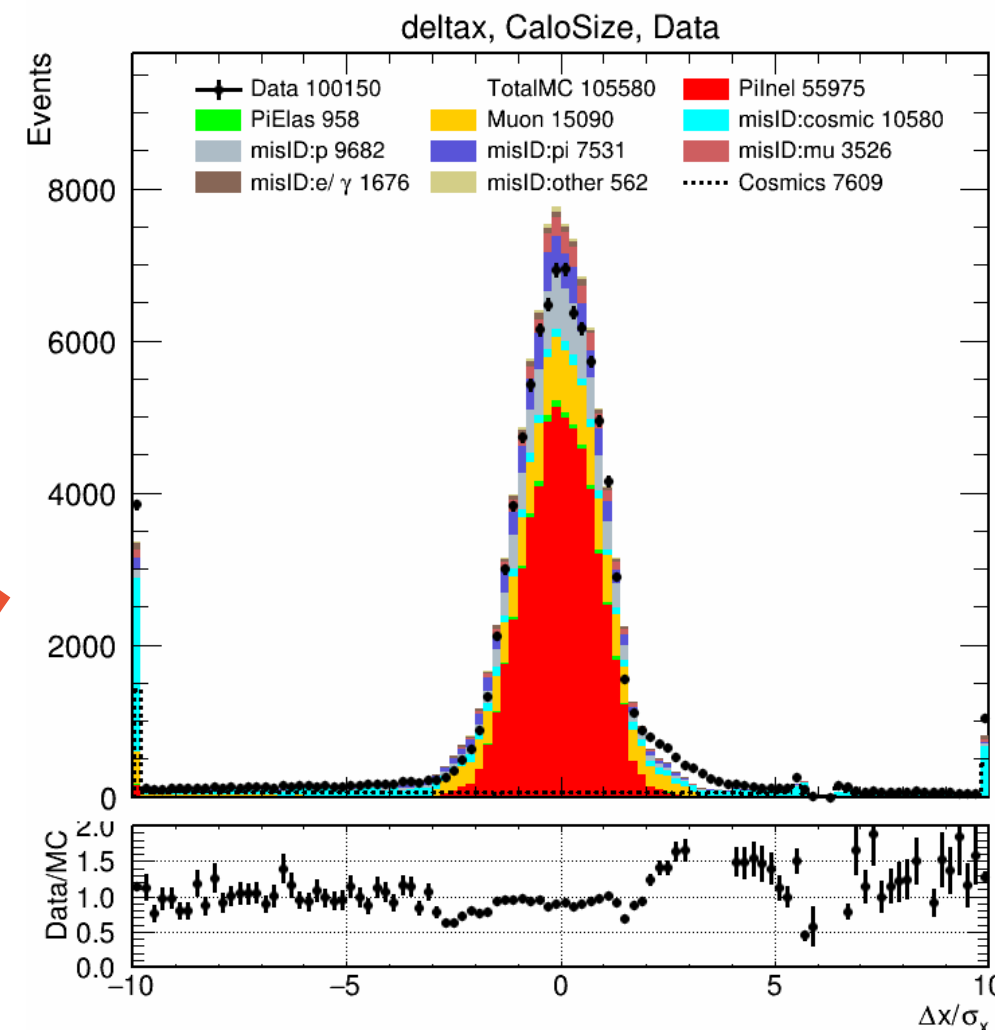 deltax, CaloSize, Data
Events
Data 100150 TotalMC 105580 PiInel 55975
PiElas 958 Muon 15090 misID:cosmic 10580
misID:p 9682 misID:pi 7531 misID:mu 3526
misID:e/ γ 1676 misID:other 562 Cosmics 7609
8000
6000
4000
2000
0
Data/MC
2.0
1.5
1.0
0.5
0.0
−10 −5 0 5 10
Δx/σx